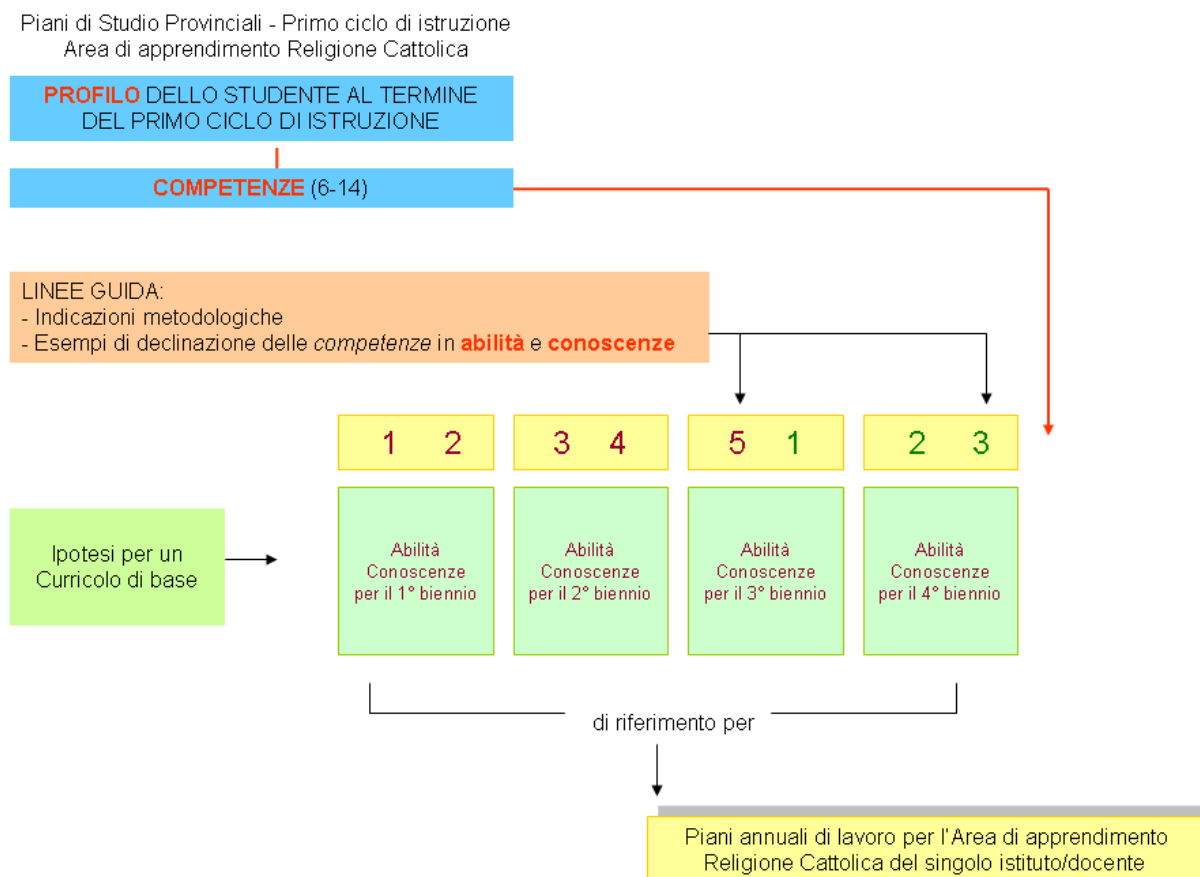 Piani di Studio Provinciali - Primo ciclo di istruzione
Area di apprendimento Religione Cattolica
PROFILO DELLO STUDENTE AL TERMINE
DEL PRIMO CICLO DI ISTRUZIONE
COMPETENZE (6-14)
LINEE GUIDA:
- Indicazioni metodologiche
- Esempi di declinazione delle competenze in abilità e conoscenze
1 2
3 4
5 1
2 3
Ipotesi per un
Curricolo di base
Abilità
Conoscenze
per il 1° biennio
Abilità
Conoscenze
per il 2° biennio
Abilità
Conoscenze
per il 3° biennio
Abilità
Conoscenze
per il 4° biennio
di riferimento per
Piani annuali di lavoro per l'Area di apprendimento
Religione Cattolica del singolo istituto/docente